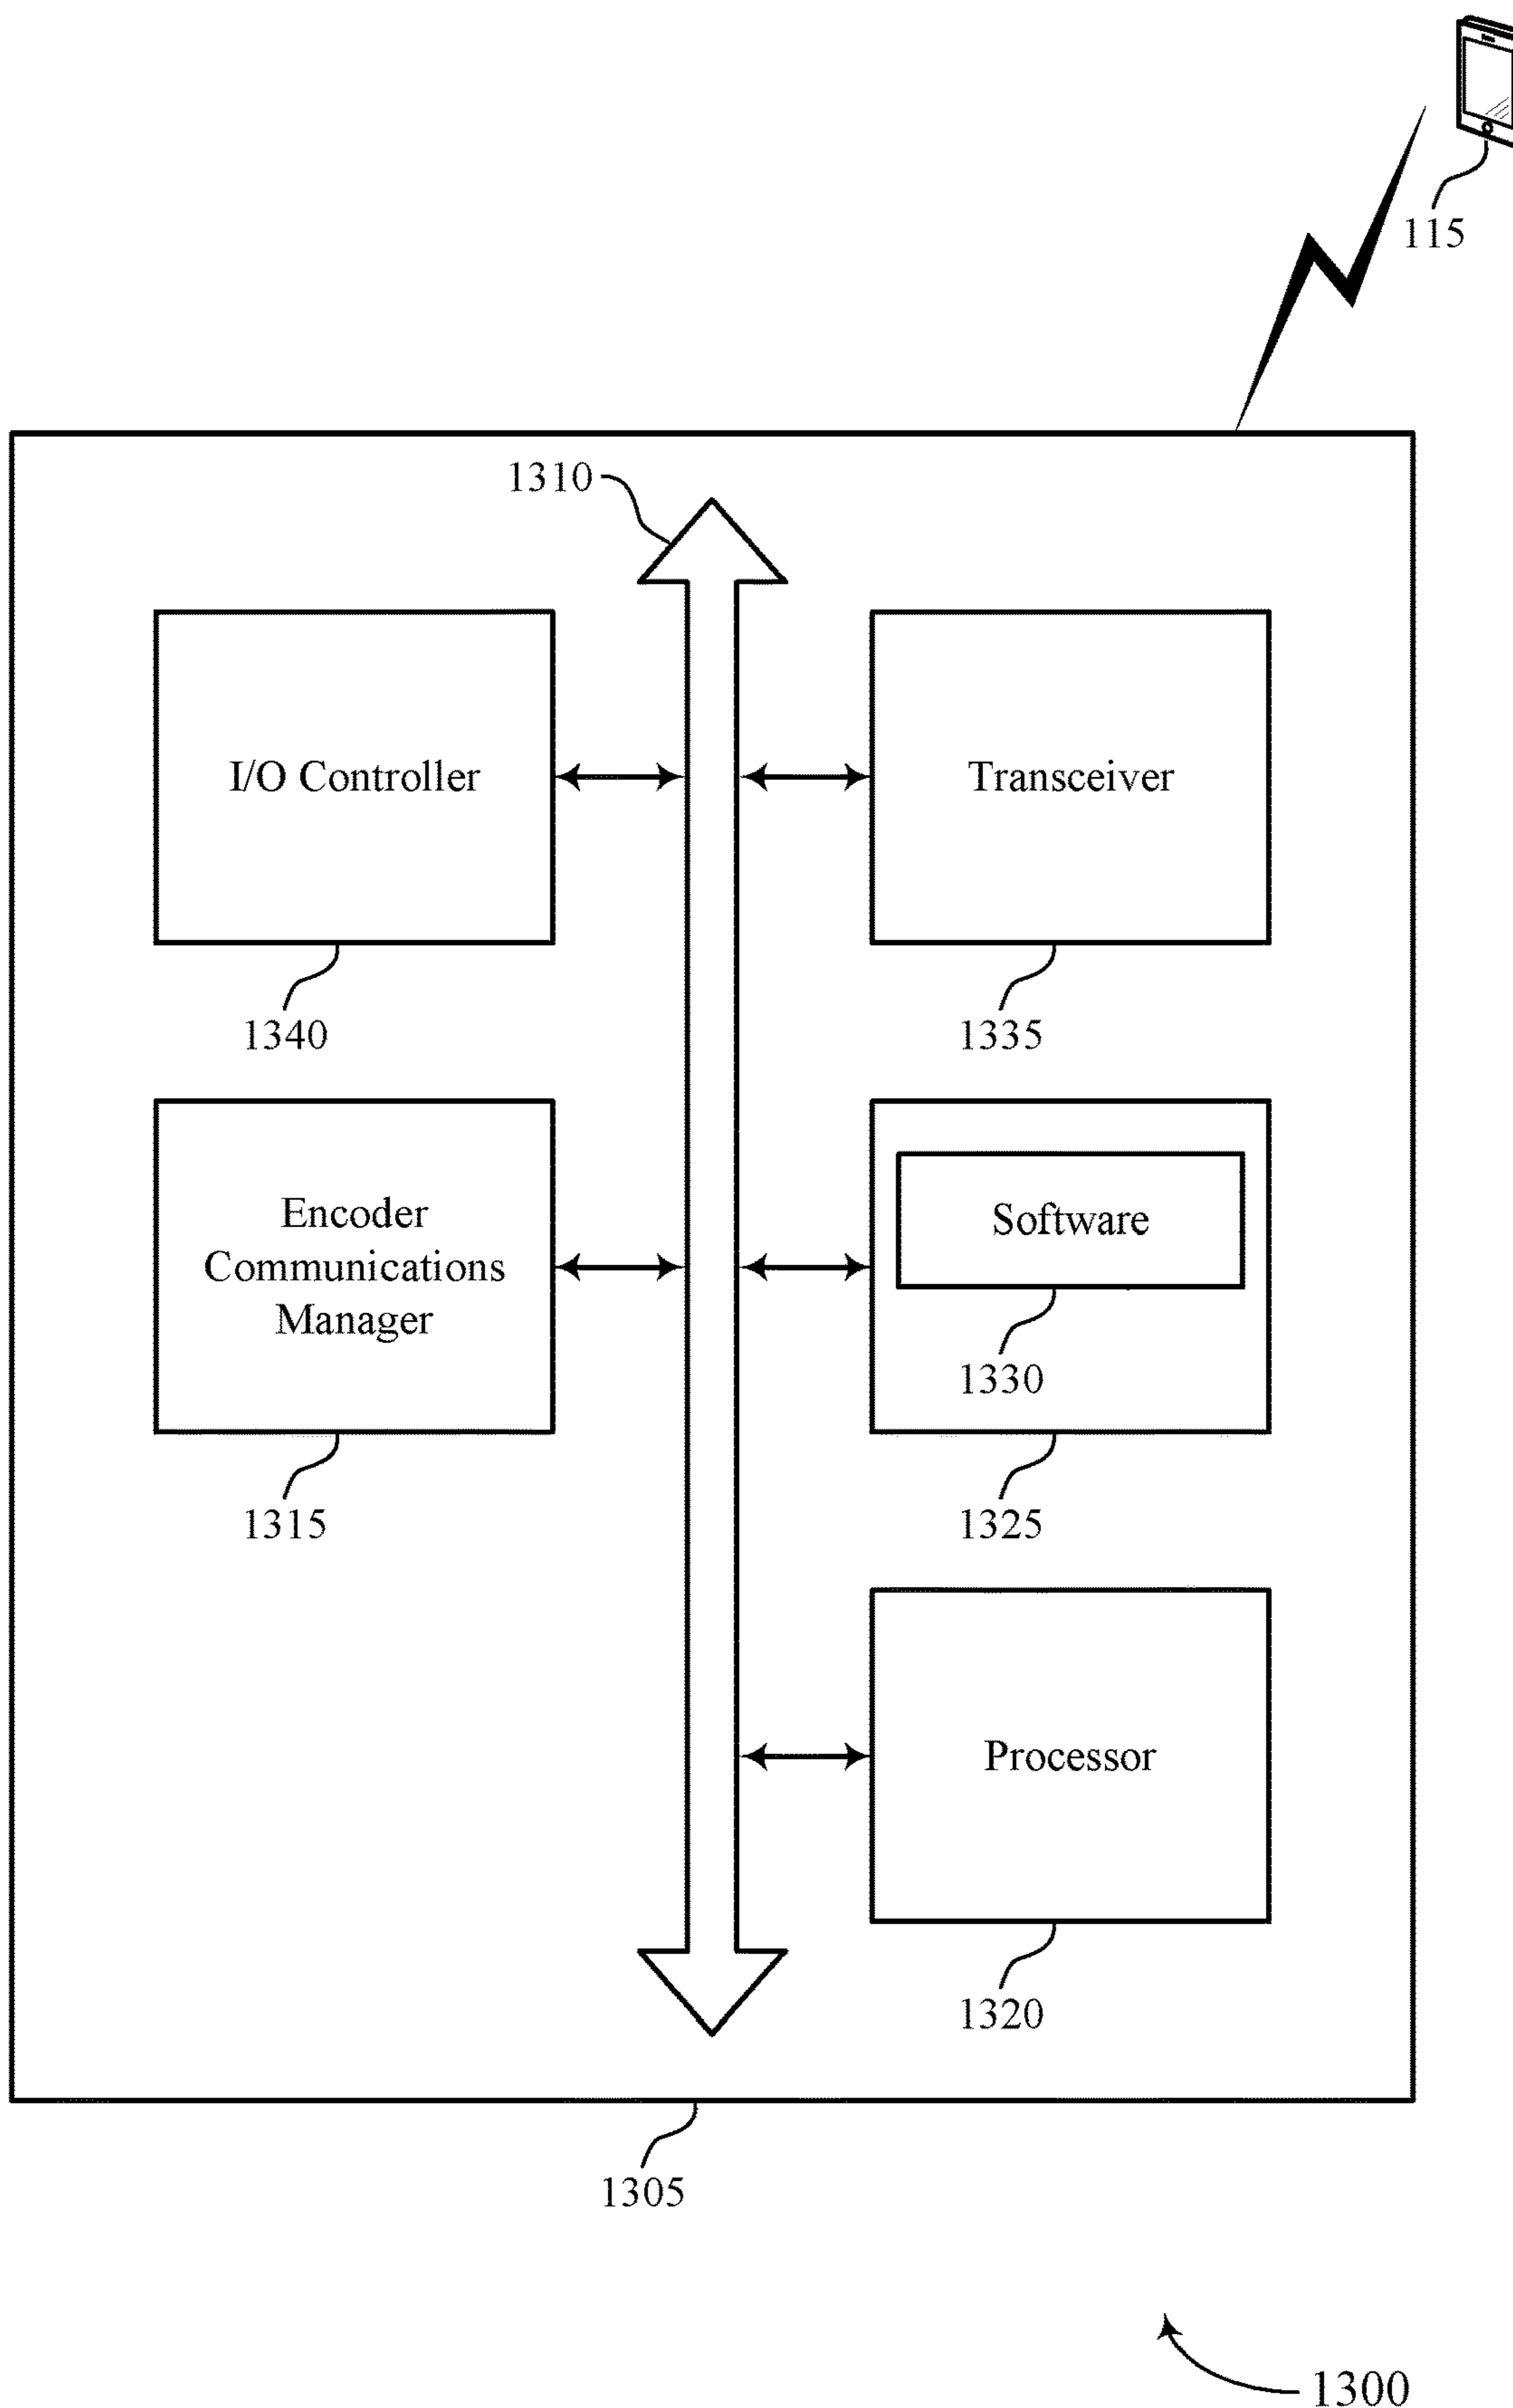 115
1310
I/O Controller
Transceiver
1340
1335
Encoder
Communications
Manager
Software
1330
1315
1325
Processor
1320
1305
1300